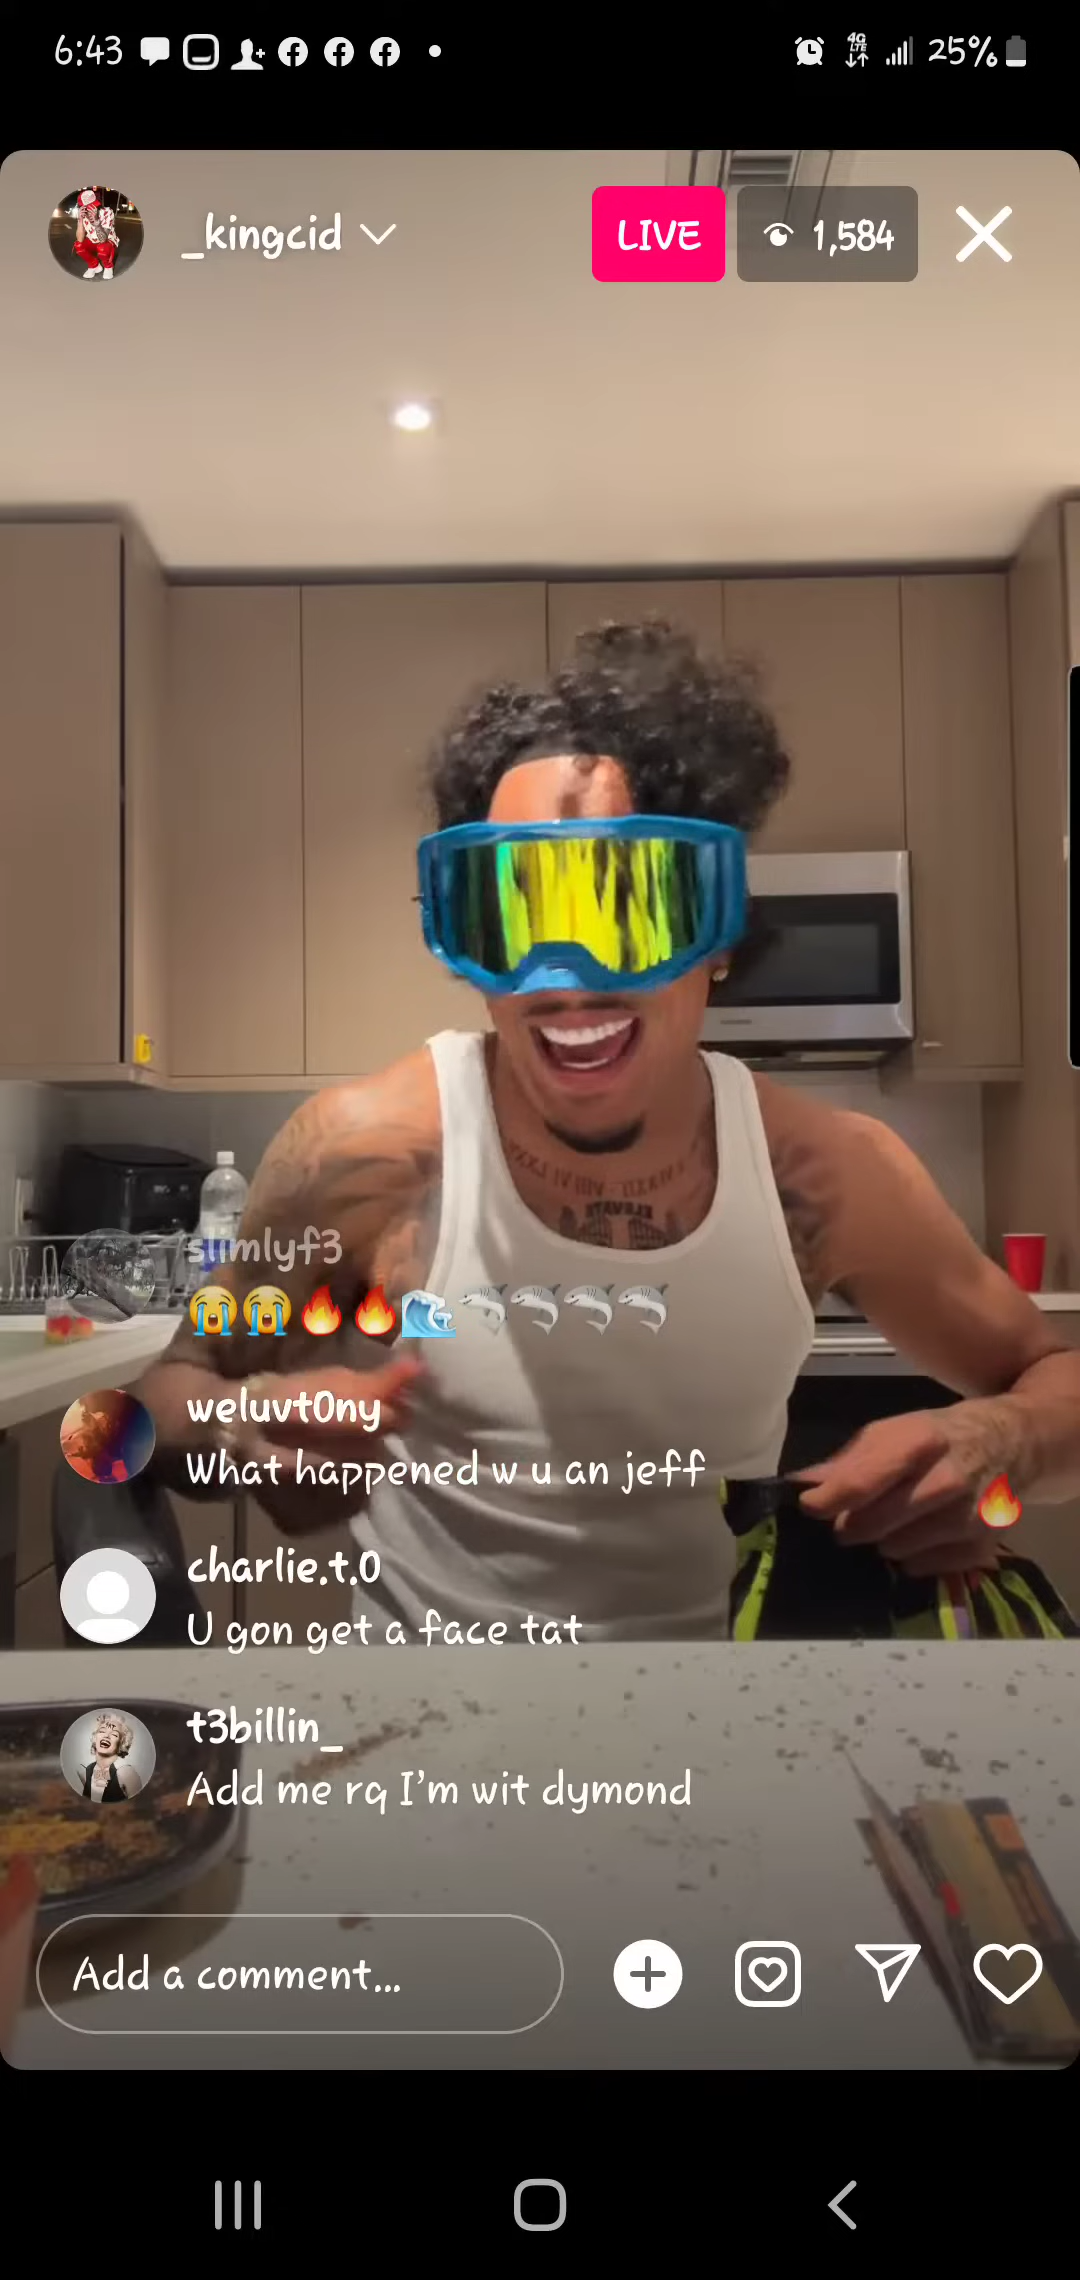 6:43
25%
_kingcid
LIVE
1,584
ELEVATE
slimlyf3
😭😭🔥🔥🌊🦈🦈🦈🦈
weluvt0ny
What happened w u an jeff
charlie.t.0
U gon get a face tat
t3billin_
Add me rq I'm wit dymond
Add a comment...